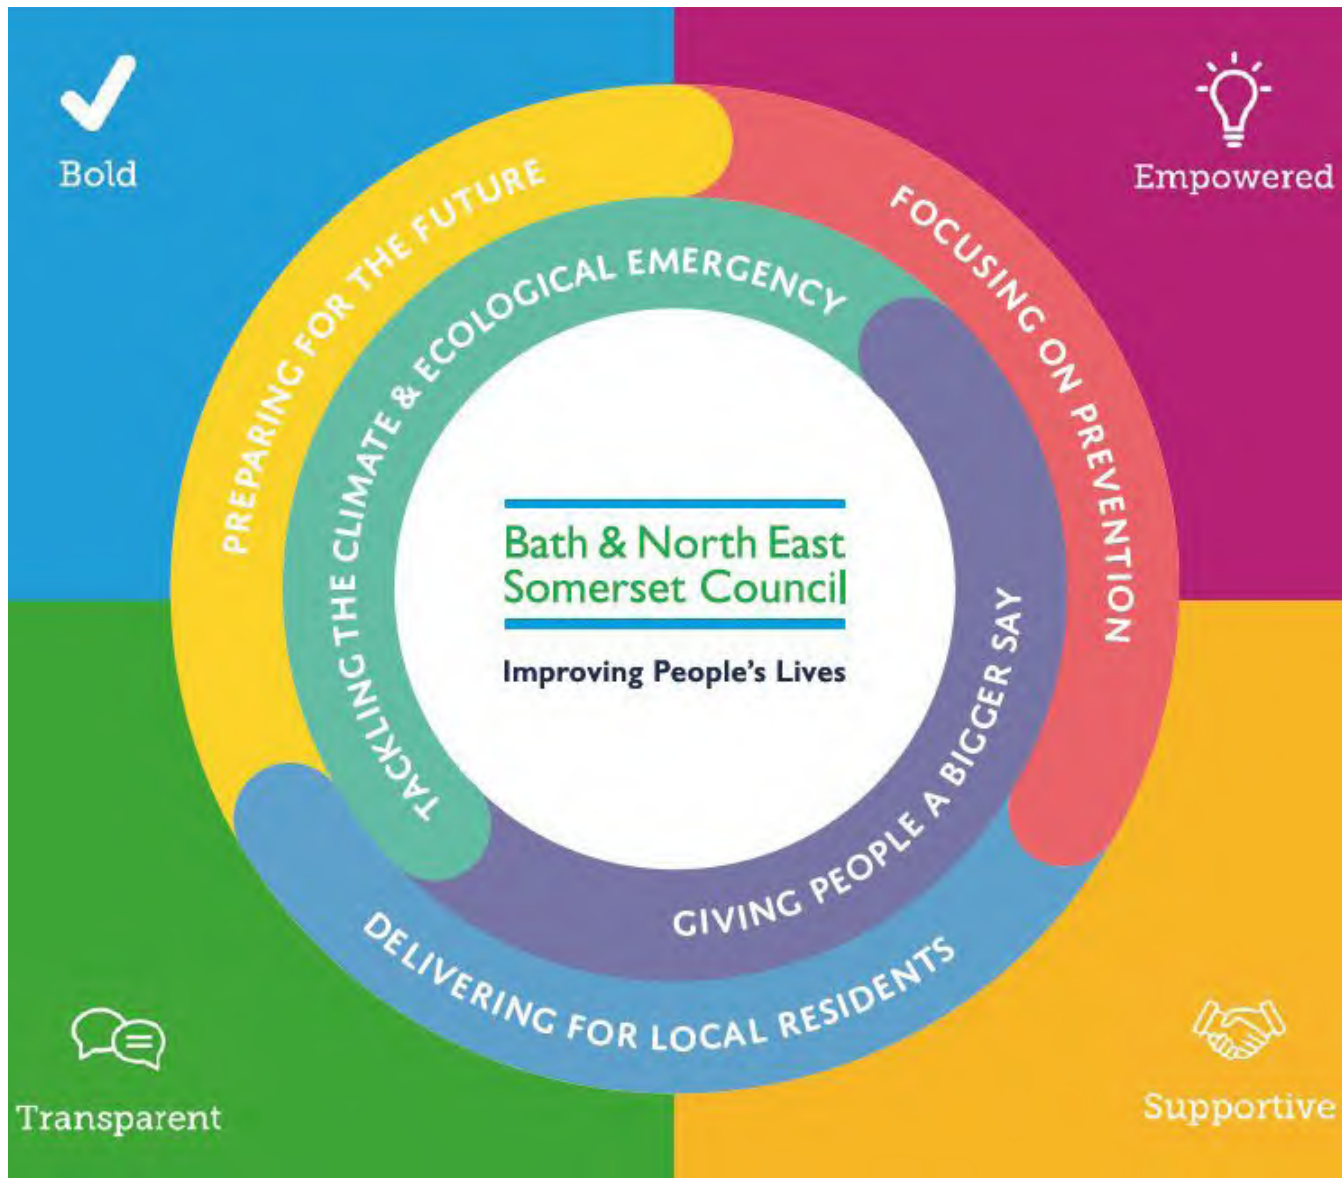 Bold
Empowered
PREPARING FOR THE FUTURE
FOCUSING ON PREVENTION
TACKLING THE CLIMATE & ECOLOGICAL EMERGENCY
Bath & North East
Somerset Council
Improving People's Lives
GIVING PEOPLE A BIGGER SAY
DELIVERING FOR LOCAL RESIDENTS
Transparent
Supportive